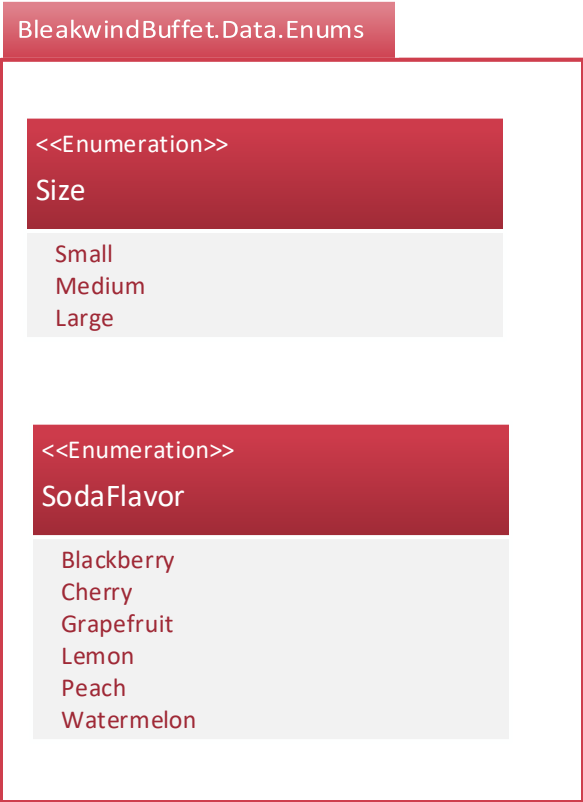 BleakwindBuffet.Data.Enums
<<Enumeration>>
Size
Small
Medium
Large
<<Enumeration>>
SodaFlavor
Blackberry
Cherry
Grapefruit
Lemon
Peach
Watermelon